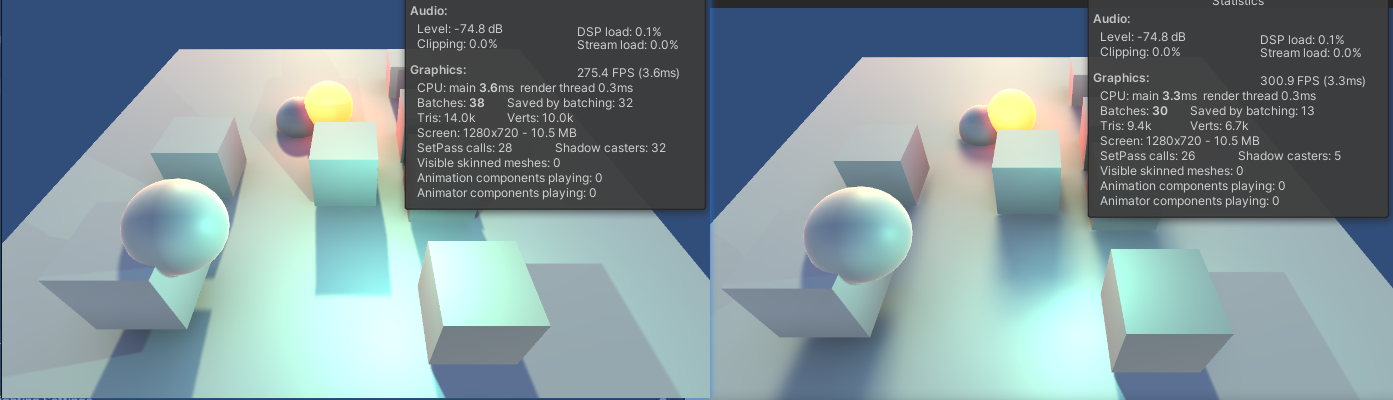 Audio:
Level: -74.8 dB DSP load: 0.1%
Clipping: 0.0% Stream load: 0.0%
Graphics: 275.4 FPS (3.6ms)
CPU: main 3.6ms render thread 0.3ms
Batches: 38 Saved by batching: 32
Tris: 14.0k Verts: 10.0k
Screen: 1280x720 - 10.5 MB
SetPass calls: 28 Shadow casters: 32
Visible skinned meshes: 0
Animation components playing: 0
Animator components playing: 0
Statistics
Audio:
Level: -74.8 dB DSP load: 0.1%
Clipping: 0.0% Stream load: 0.0%
Graphics: 300.9 FPS (3.3ms)
CPU: main 3.3ms render thread 0.3ms
Batches: 30 Saved by batching: 13
Tris: 9.4k Verts: 6.7k
Screen: 1280x720 - 10.5 MB
SetPass calls: 26 Shadow casters: 5
Visible skinned meshes: 0
Animation components playing: 0
Animator components playing: 0